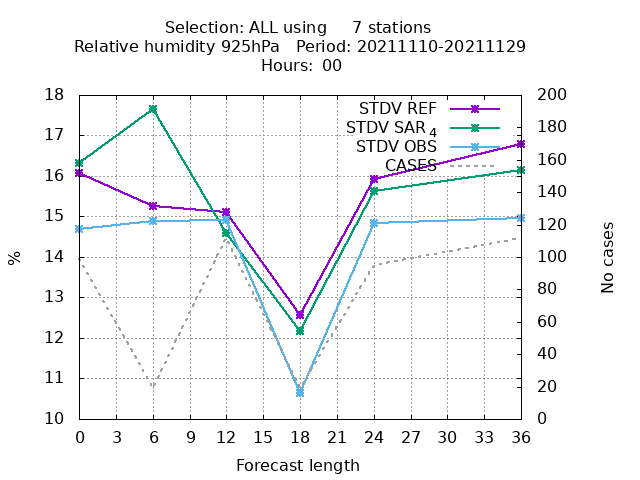 Selection: ALL using 7 stations
Relative humidity 925hPa Period: 20211110-20211129
Hours: 00
STDV REF
STDV SAR 4
STDV OBS
CASES
18
17
16
15
14
13
12
11
10
%
200
180
160
140
120
100
80
60
40
20
0
No cases
0 3 6 9 12 15 18 21 24 27 30 33 36
Forecast length